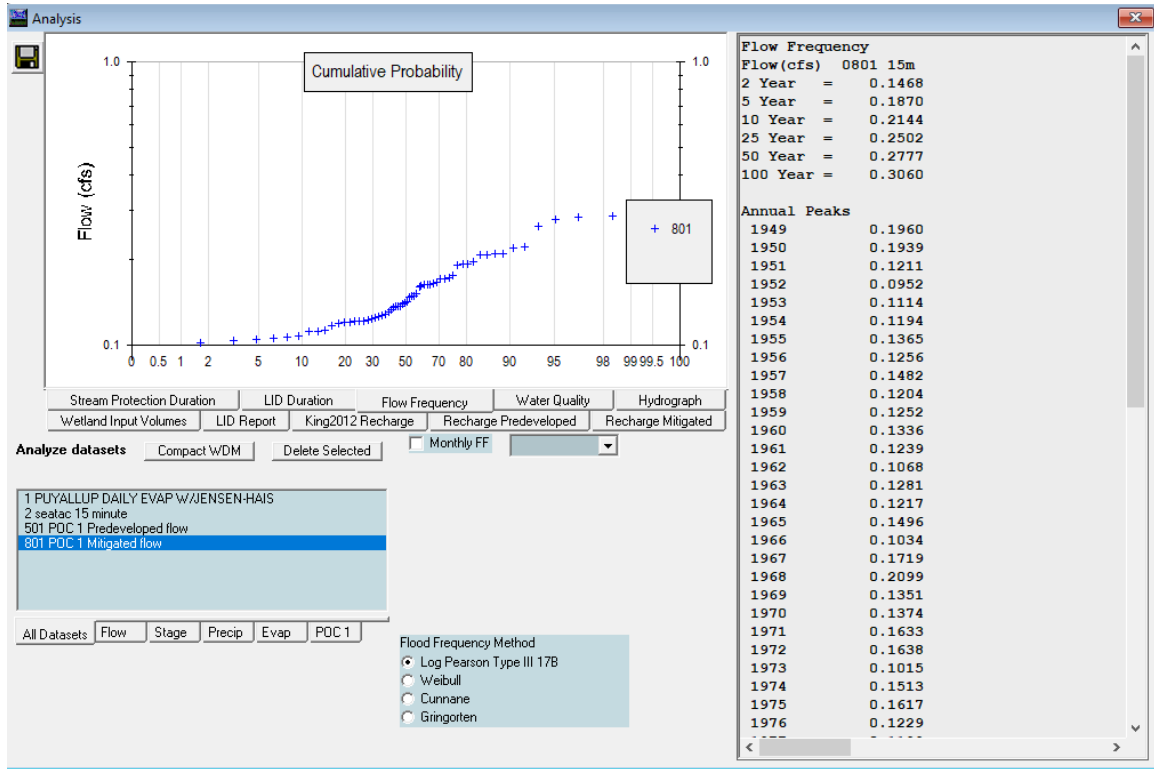 Analysis
Cumulative Probability
Flow (cfs)
1.0
1.0
0.1
0.1
0 0.5 1 2 5 10 20 30 50 70 80 90 95 98 99 99.5 100
801
Stream Protection Duration LID Duration Flow Frequency Water Quality Hydrograph
Wetland Input Volumes LID Report King2012 Recharge Recharge Predeveloped Recharge Mitigated
Analyze datasets Compact WDM Delete Selected Monthly FF
1 PUYALLUP DAILY EVAP W/JENSEN-HAIS
2 seatac 15 minute
501 POC 1 Predeveloped flow
801 POC 1 Mitigated flow
All Datasets Flow Stage Precip Evap POC 1
Flood Frequency Method
Log Pearson Type III 17B
Weibull
Cunnane
Gringorten
Flow Frequency
Flow(cfs) 0801 15m
2 Year = 0.1468
5 Year = 0.1870
10 Year = 0.2144
25 Year = 0.2502
50 Year = 0.2777
100 Year = 0.3060
Annual Peaks
1949 0.1960
1950 0.1939
1951 0.1211
1952 0.0952
1953 0.1114
1954 0.1194
1955 0.1365
1956 0.1256
1957 0.1482
1958 0.1204
1959 0.1252
1960 0.1336
1961 0.1239
1962 0.1068
1963 0.1281
1964 0.1217
1965 0.1496
1966 0.1034
1967 0.1719
1968 0.2099
1969 0.1351
1970 0.1374
1971 0.1633
1972 0.1638
1973 0.1015
1974 0.1513
1975 0.1617
1976 0.1229